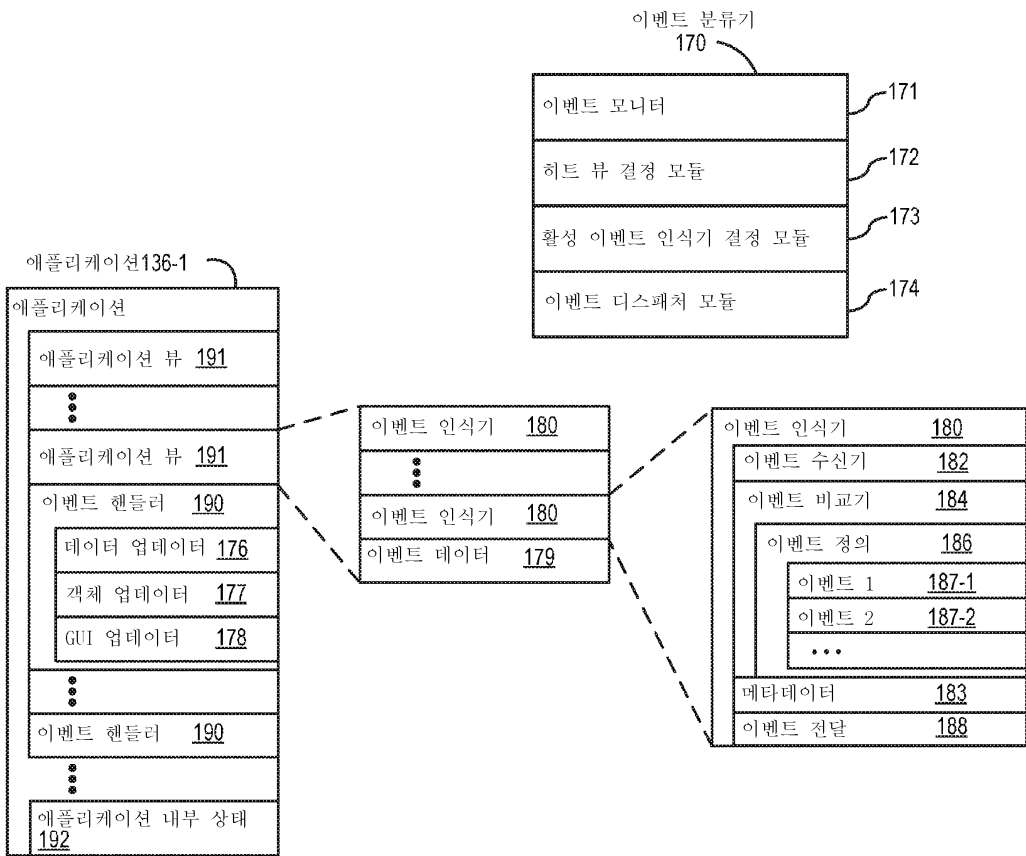 이벤트 분류기
170
이벤트 모니터 171
히트 뷰 결정 모듈 172
활성 이벤트 인식기 결정 모듈 173
이벤트 디스패처 모듈 174
애플리케이션136-1
애플리케이션
애플리케이션 뷰 191
애플리케이션 뷰 191
이벤트 핸들러 190
데이터 업데이터 176
객체 업데이터 177
GUI 업데이터 178
이벤트 핸들러 190
애플리케이션 내부 상태
192
이벤트 인식기 180
이벤트 인식기 180
이벤트 데이터 179
이벤트 인식기 180
이벤트 수신기 182
이벤트 비교기 184
이벤트 정의 186
이벤트 1 187-1
이벤트 2 187-2
• • •
메타데이터 183
이벤트 전달 188